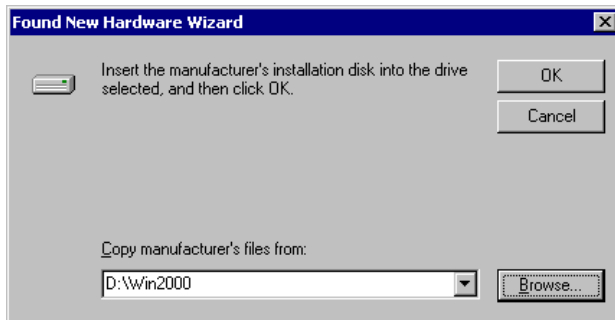 Found New Hardware Wizard
Insert the manufacturer's installation disk into the drive
selected, and then click OK.
OK
Cancel
Copy manufacturer's files from:
D:\Win2000
Browse...